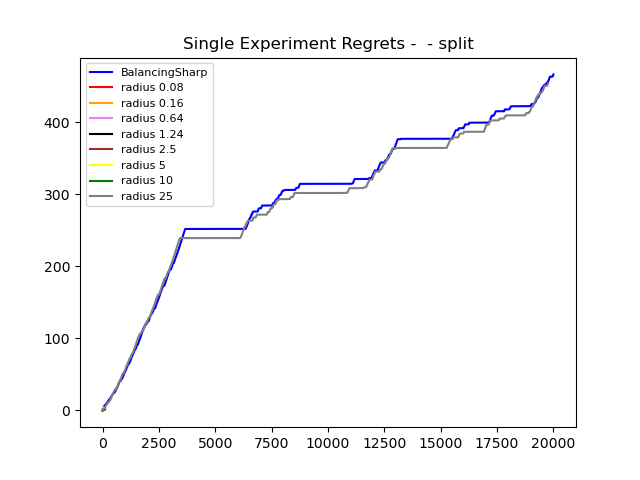 Single Experiment Regrets -  - split
BalancingSharp
radius 0.08
radius 0.16
radius 0.64
radius 1.24
radius 2.5
radius 5
radius 10
radius 25
400
300
200
100
0
0 2500 5000 7500 10000 12500 15000 17500 20000